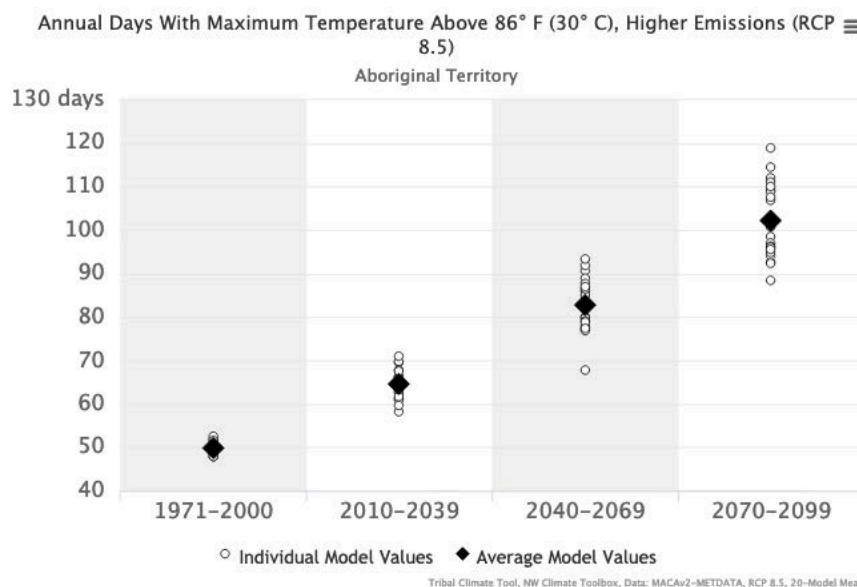 Annual Days With Maximum Temperature Above 86° F (30° C), Higher Emissions (RCP
8.5)
Aboriginal Territory
130 days
120
110
100
90
80
70
60
50
40
1971-2000 2010-2039 2040-2069 2070-2099
Individual Model Values Average Model Values
Tribal Climate Tool, NW Climate Toolbox, Data: MACAv2-METDATA, RCP 8.5, 20-Model Mea